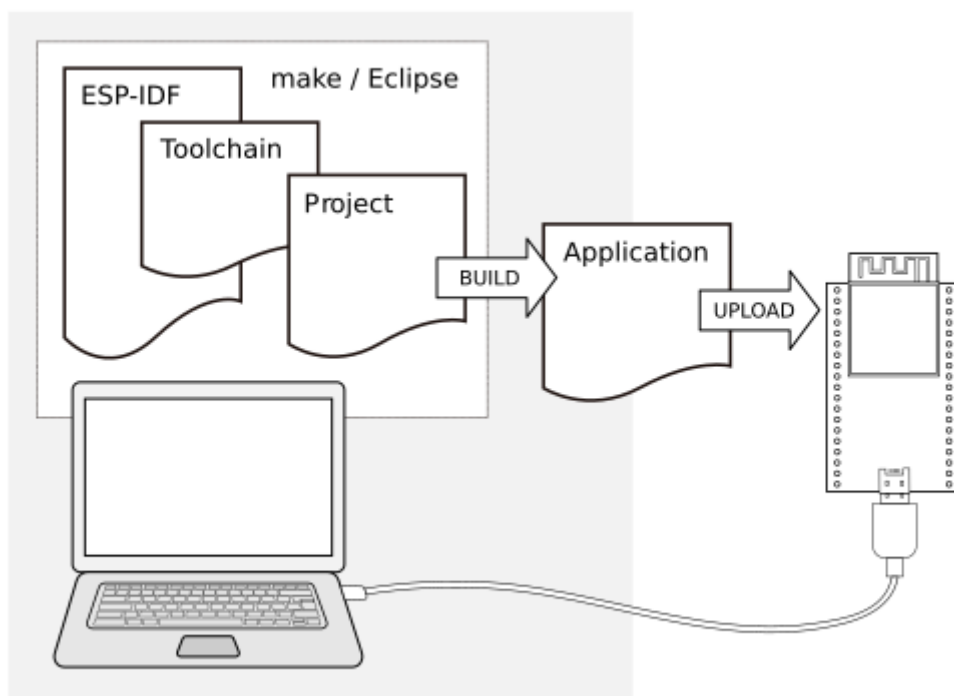 make / Eclipse
ESP-IDF
Toolchain
Project
BUILD
Application
UPLOAD